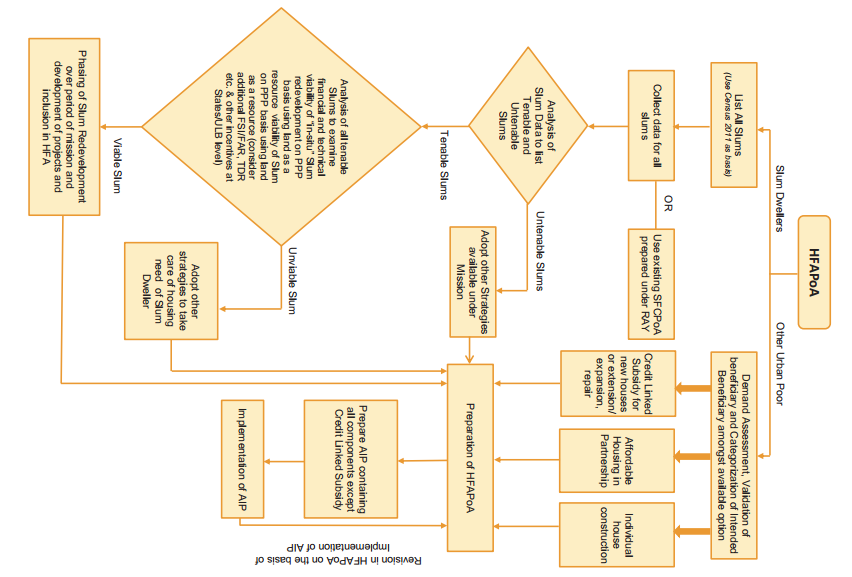 HFAPoA
Slum Dwellers
Other Urban Poor
List All Slums
(Use Census 2011 as basis)
Collect data for all
slums
OR
Use existing SFCPoA
prepared under RAY
Analysis of
Slum Data to list
Tenable and
Untenable
Slums
Untenable Slums
Adopt other Strategies
available under
Mission
Tenable Slums
Analysis of all tenable
Slums to examine
financial and technical
viability of "in-situ" Slum
redevelopment on PPP
basis using land as a
resource viability of Slum
on PPP basis using land
as a resource (consider
additional FSI/FAR, TDR
etc. & other incentives at
States/ULB level)
Unviable Slum
Adopt other
strategies to take
care of housing
need of Slum
Dweller
Viable Slum
Phasing of Slum Redevelopment
over period of mission and
development of projects and
inclusion in HFA
Demand Assessment, Validation of
beneficiary and Categorization of Intended
Beneficiary amongst available option
Credit Linked
Subsidy for
new houses
or extension/
expansion,
repair
Affordable
Housing in
Partnership
Individual
house
construction
Preparation of HFAPoA
Prepare AIP containing
all components except
Credit Linked Subsidy
Implementation of AIP
Revision in HFAPoA on the basis of
Implementation of AIP